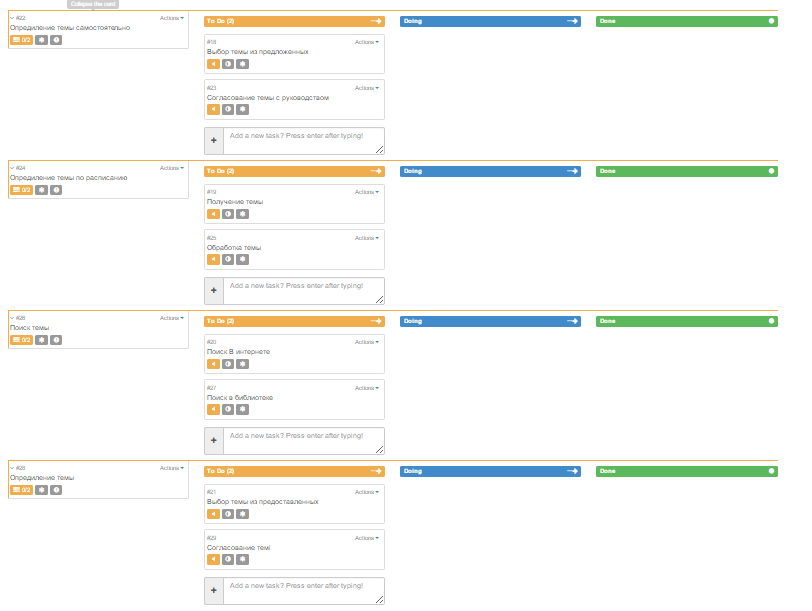 Collapse the card
#22 Actions
Опридиление темы самостоятельно
0/2
To Do (2)
Doing
Done
#18 Actions
Выбор темы из предложенных
#23 Actions
Согласование темы с руководством
+ Add a new task? Press enter after typing!
#24 Actions
Опридиление темы по расписанию
0/2
To Do (2)
Doing
Done
#19 Actions
Получение темы
#25 Actions
Обработка темы
+ Add a new task? Press enter after typing!
#26 Actions
Поиск темы
0/2
To Do (2)
Doing
Done
#20 Actions
Поиск В интернете
#27 Actions
Поиск в библиотеке
+ Add a new task? Press enter after typing!
#28 Actions
Опридиление темы
0/2
To Do (2)
Doing
Done
#21 Actions
Выбор темы из предоставленных
#29 Actions
Согласование темі
+ Add a new task? Press enter after typing!